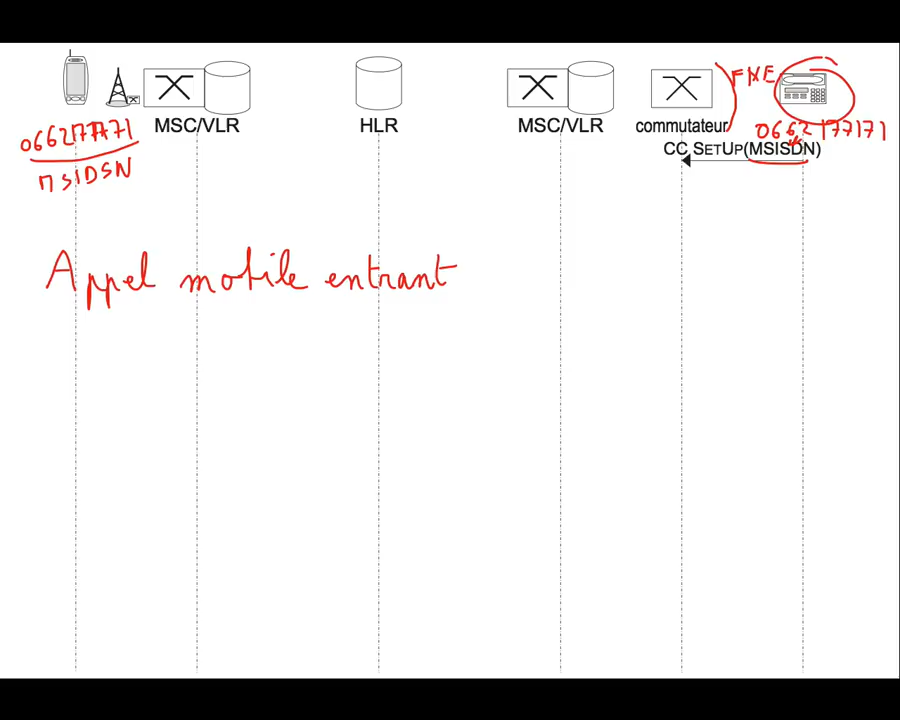 FIXE
MSC/VLR
HLR
MSC/VLR
commutateur
0662177171
0662177171
CC SETUP(MSISDN)
MSIDSN
Appel mobile entrant